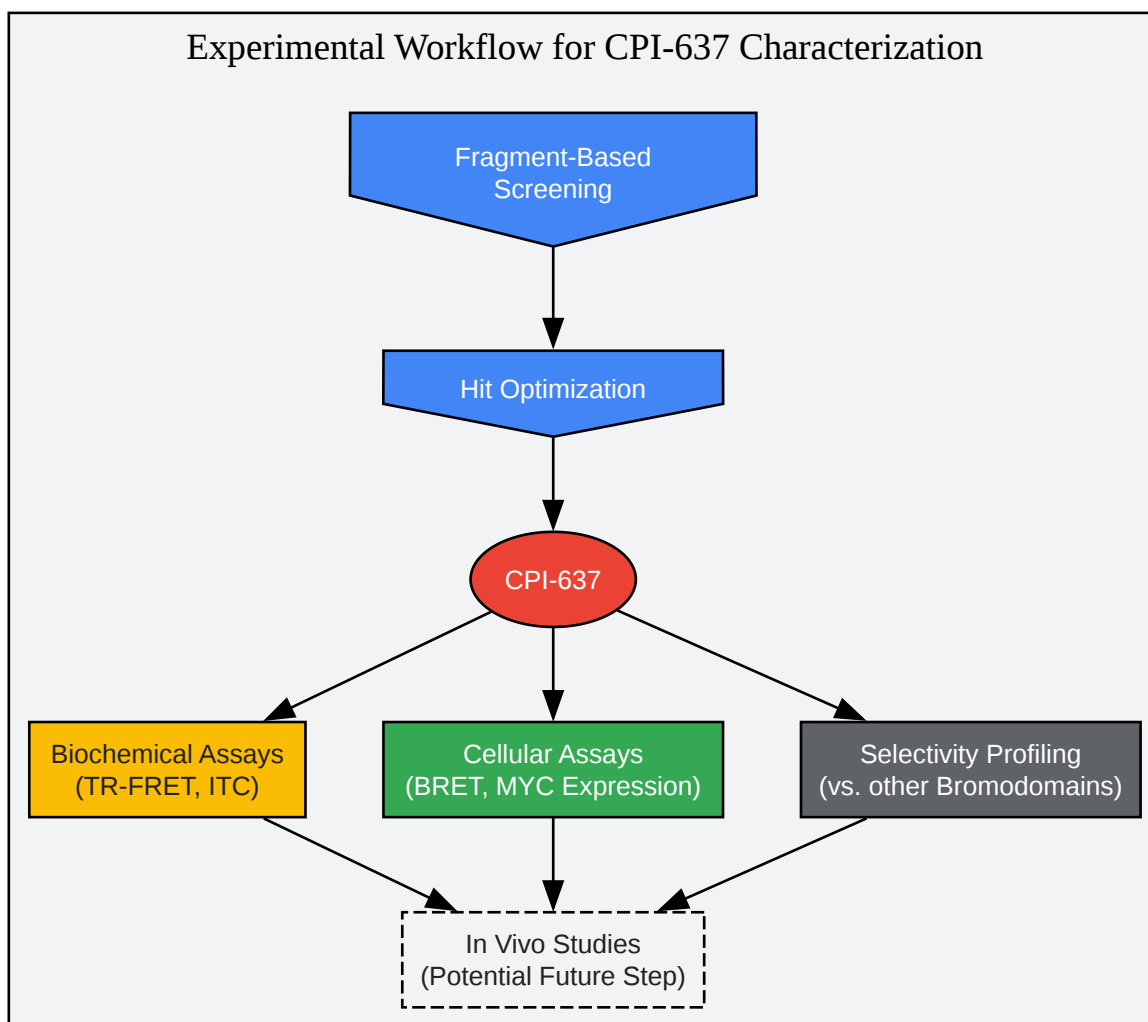 Experimental Workflow for CPI-637 Characterization
Fragment-Based
Screening
Hit Optimization
CPI-637
Biochemical Assays
(TR-FRET, ITC)
Cellular Assays
(BRET, MYC Expression)
Selectivity Profiling
(vs. other Bromodomains)
In Vivo Studies
(Potential Future Step)